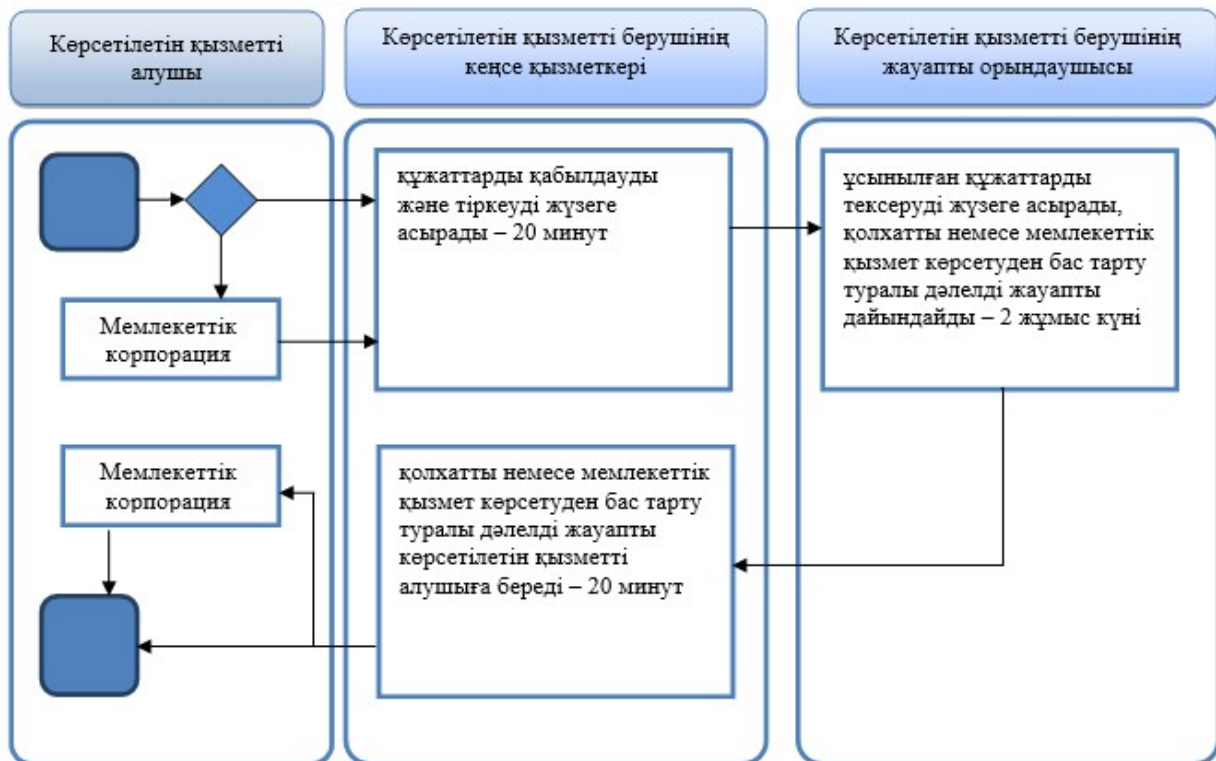 Көрсетілетін қызметті
алушы
Көрсетілетін қызметті берушінің
кеңсе қызметкері
Көрсетілетін қызметті берушінің
жауапты орындаушысы
құжаттарды қабылдауды
және тіркеуді жүзеге
асырады – 20 минут
ұсынылған құжаттарды
тексеруді жүзеге асырады,
қолхатты немесе мемлекеттік
қызмет көрсетуден бас тарту
туралы дәлелді жауапты
дайындайды – 2 жұмыс күні
Мемлекеттік
корпорация
Мемлекеттік
корпорация
қолхатты немесе мемлекеттік
қызмет көрсетуден бас тарту
туралы дәлелді жауапты
көрсетілетін қызметті
алушыға береді – 20 минут